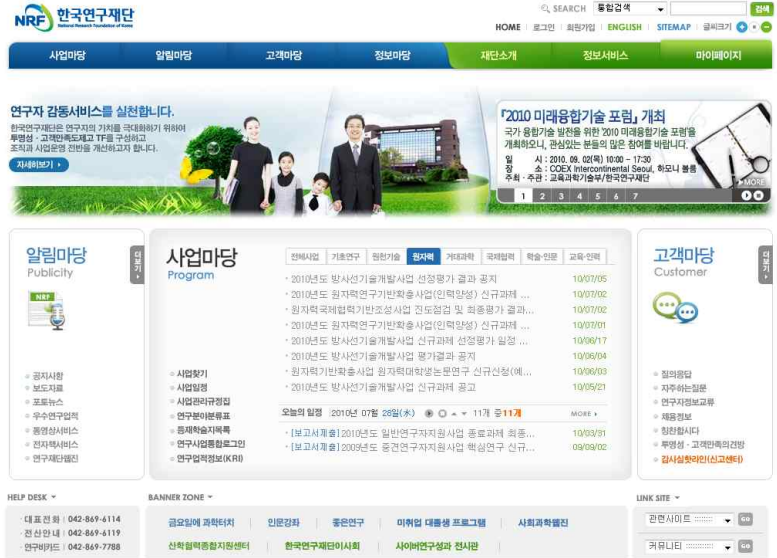 NRF 한국연구재단
National Research Foundation of Korea
SEARCH 통합검색 검색
HOME 로그인 회원가입 ENGLISH SITEMAP 글씨크기
사업마당 알림마당 고객마당 정보마당 재단소개 정보서비스 마이페이지
연구자 감동서비스를 실천합니다.
한국연구재단은 연구자의 가치를 극대화하기 위하여
투명성·고객만족도제고 TF를 구성하고
조직과 사업운영 전반을 개선하고자 합니다.
자세히보기
『2010 미래융합기술 포럼』 개최
국가 융합기술 발전을 위한 '2010 미래융합기술 포럼'을
개최하오니, 관심있는 분들의 많은 참여를 바랍니다.
일 시 : 2010. 09. 02(목) 10:00 - 17:30
장 소 : COEX Intercontinental Seoul, 하모니 볼룸
주최·주관 : 교육과학기술부/한국연구재단
MORE
1 2 3 4 5 6 7
알림마당
Publicity
더보기
NRF
공지사항
보도자료
포토뉴스
우수연구업적
동영상서비스
전자책서비스
연구재단웹진
사업마당
Program
사업찾기
사업일정
사업관리규정집
연구분야분류표
등재학술지목록
연구사업통합로그인
연구업적정보(KRI)
전체사업 기초연구 원천기술 원자력 거대과학 국제협력 학술·인문 교육·인력
2010년도 방사선기술개발사업 선정평가 결과 공지 10/07/05
2010년도 원자력연구기반확충사업(인력양성) 신규과제 ... 10/07/02
원자력국제협력기반조성사업 진도점검 및 최종평가 결과... 10/07/02
2010년도 원자력연구기반확충사업(인력양성) 신규과제 ... 10/07/01
2010년도 방사선기술개발사업 신규과제 선정평가 일정 ... 10/06/17
2010년도 방사선기술개발사업 평가결과 공지 10/06/04
원자력기반확충사업 원자력대학생논문연구 신규신청(예... 10/06/03
2010년도 방사선기술개발사업 신규과제 공고 10/05/21
오늘의 일정 2010년 07월 28일(水) 11개 중 11개 MORE
[보고서제출]2010년도 일반연구자지원사업 종료과제 최종... 10/03/31
[보고서제출]2009년도 중견연구자지원사업 핵심연구 신규... 09/09/02
고객마당
Customer
더보기
질의응답
자주하는질문
연구자정보교류
채용정보
칭찬합시다
투명성·고객만족의견방
감사실핫라인(신고센터)
HELP DESK
대표전화 042-869-6114
전산안내 042-869-6119
연구비카드 042-869-7788
BANNER ZONE
금요일에 과학터치 인문강좌 좋은연구 미취업 대졸생 프로그램 사회과학웹진
산학협력종합지원센터 한국연구재단이사회 사이버연구성과 전시관
LINK SITE
관련사이트 GO
커뮤니티 GO